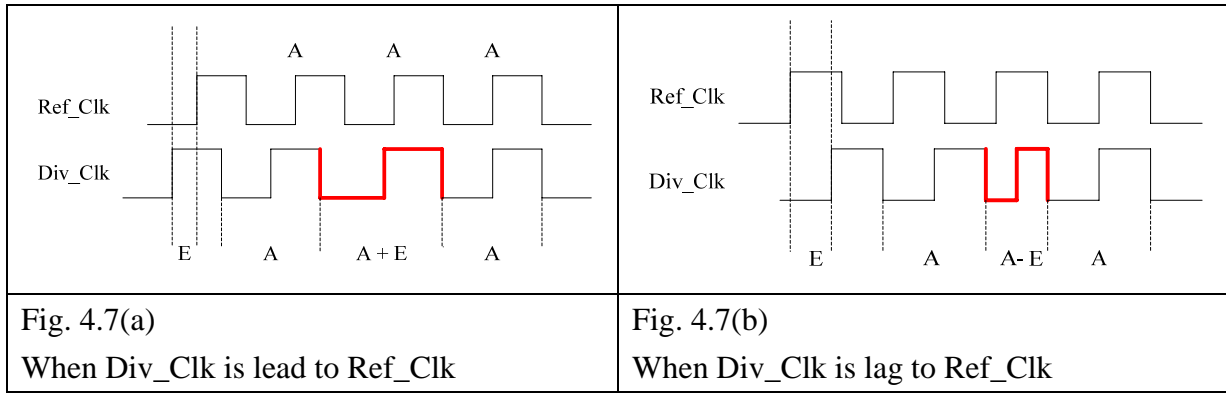 A A A
Ref_Clk
Div_Clk
E A A + E A
Fig. 4.7(a)
When Div_Clk is lead to Ref_Clk
Ref_Clk
Div_Clk
E A A- E A
Fig. 4.7(b)
When Div_Clk is lag to Ref_Clk